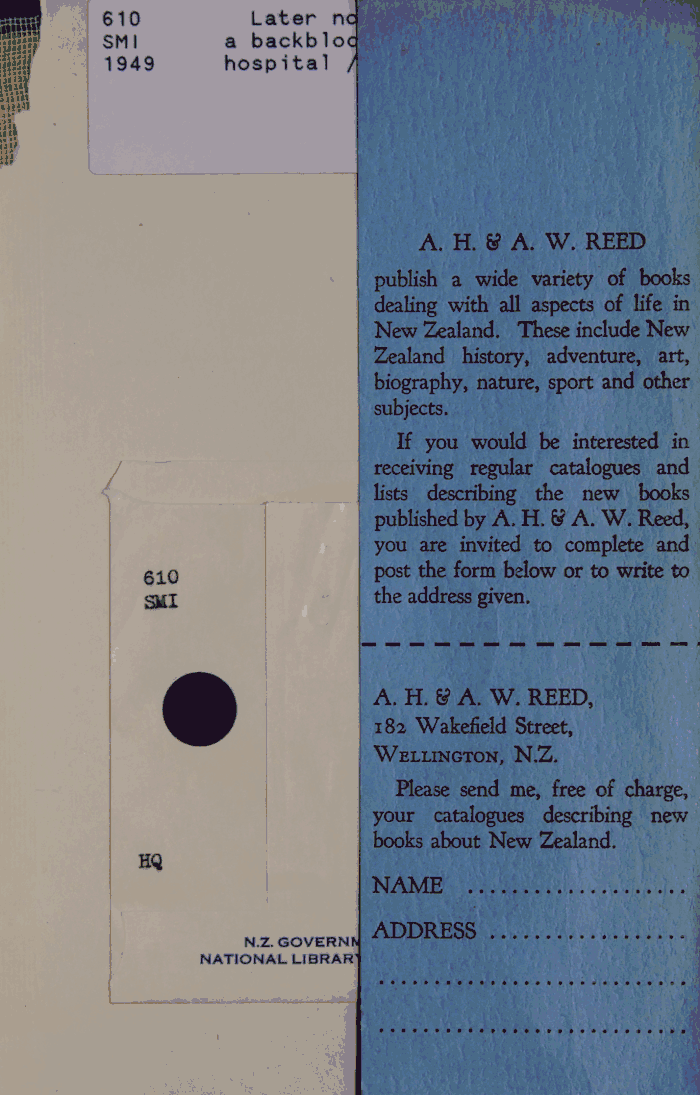 610 Later no
SMI a backbloc
1949 hospital /
610
SMI
HQ
N.Z. GOVERNM
NATIONAL LIBRARY
A. H. & A. W. REED
publish a wide variety of books
dealing with all aspects of life in
New Zealand. These include New
Zealand history, adventure, art,
biography, nature, sport and other
subjects.
If you would be interested in
receiving regular catalogues and
lists describing the new books
published by A. H. & A. W. Reed,
you are invited to complete and
post the form below or to write to
the address given.
A. H. & A. W. REED,
182 Wakefield Street,
WELLINGTON, N.Z.
Please send me, free of charge,
your catalogues describing new
books about New Zealand.
NAME ....................
ADDRESS ..................
............................
............................